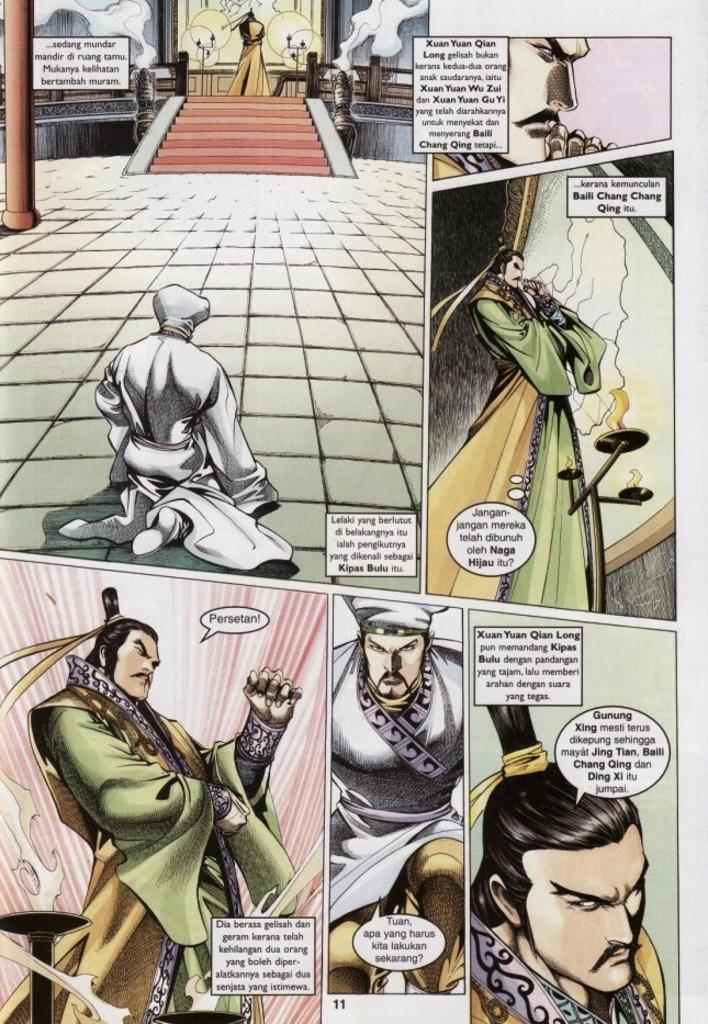 ...sedang mundar
mandir di ruang tamu.
Mukanya kelihatan
bertambah muram.
Xuan Yuan Qian
Long gelisah bukan
kerana kedua-dua orang
anak saudaranya, iaitu
Xuan Yuan Wu Zui
dan Xuan Yuan Gu Yi
yang telah diarahkannya
untuk menyekat dan
menyerang Baili
Chang Qing tetapi...
...kerana kemunculan
Baili Chang Chang
Qing itu.
Jangan-
jangan mereka
telah dibunuh
oleh Naga
Hijau itu?
Lelaki yang berlutut
di belakangnya itu
ialah pengikutnya
yang dikenali sebagai
Kipas Bulu itu.
Persetan!
Dia berasa gelisah dan
geram kerana telah
kehilangan dua orang
yang boleh diper-
alatkannya sebagai dua
senjata yang istimewa.
Tuan,
apa yang harus
kita lakukan
sekarang?
Xuan Yuan Qian Long
pun memandang Kipas
Bulu dengan pandangan
yang tajam, lalu memberi
arahan dengan suara
yang tegas.
Gunung
Xing mesti terus
dikepung sehingga
mayat Jing Tian, Baili
Chang Qing dan
Ding Xi itu
jumpai.
11